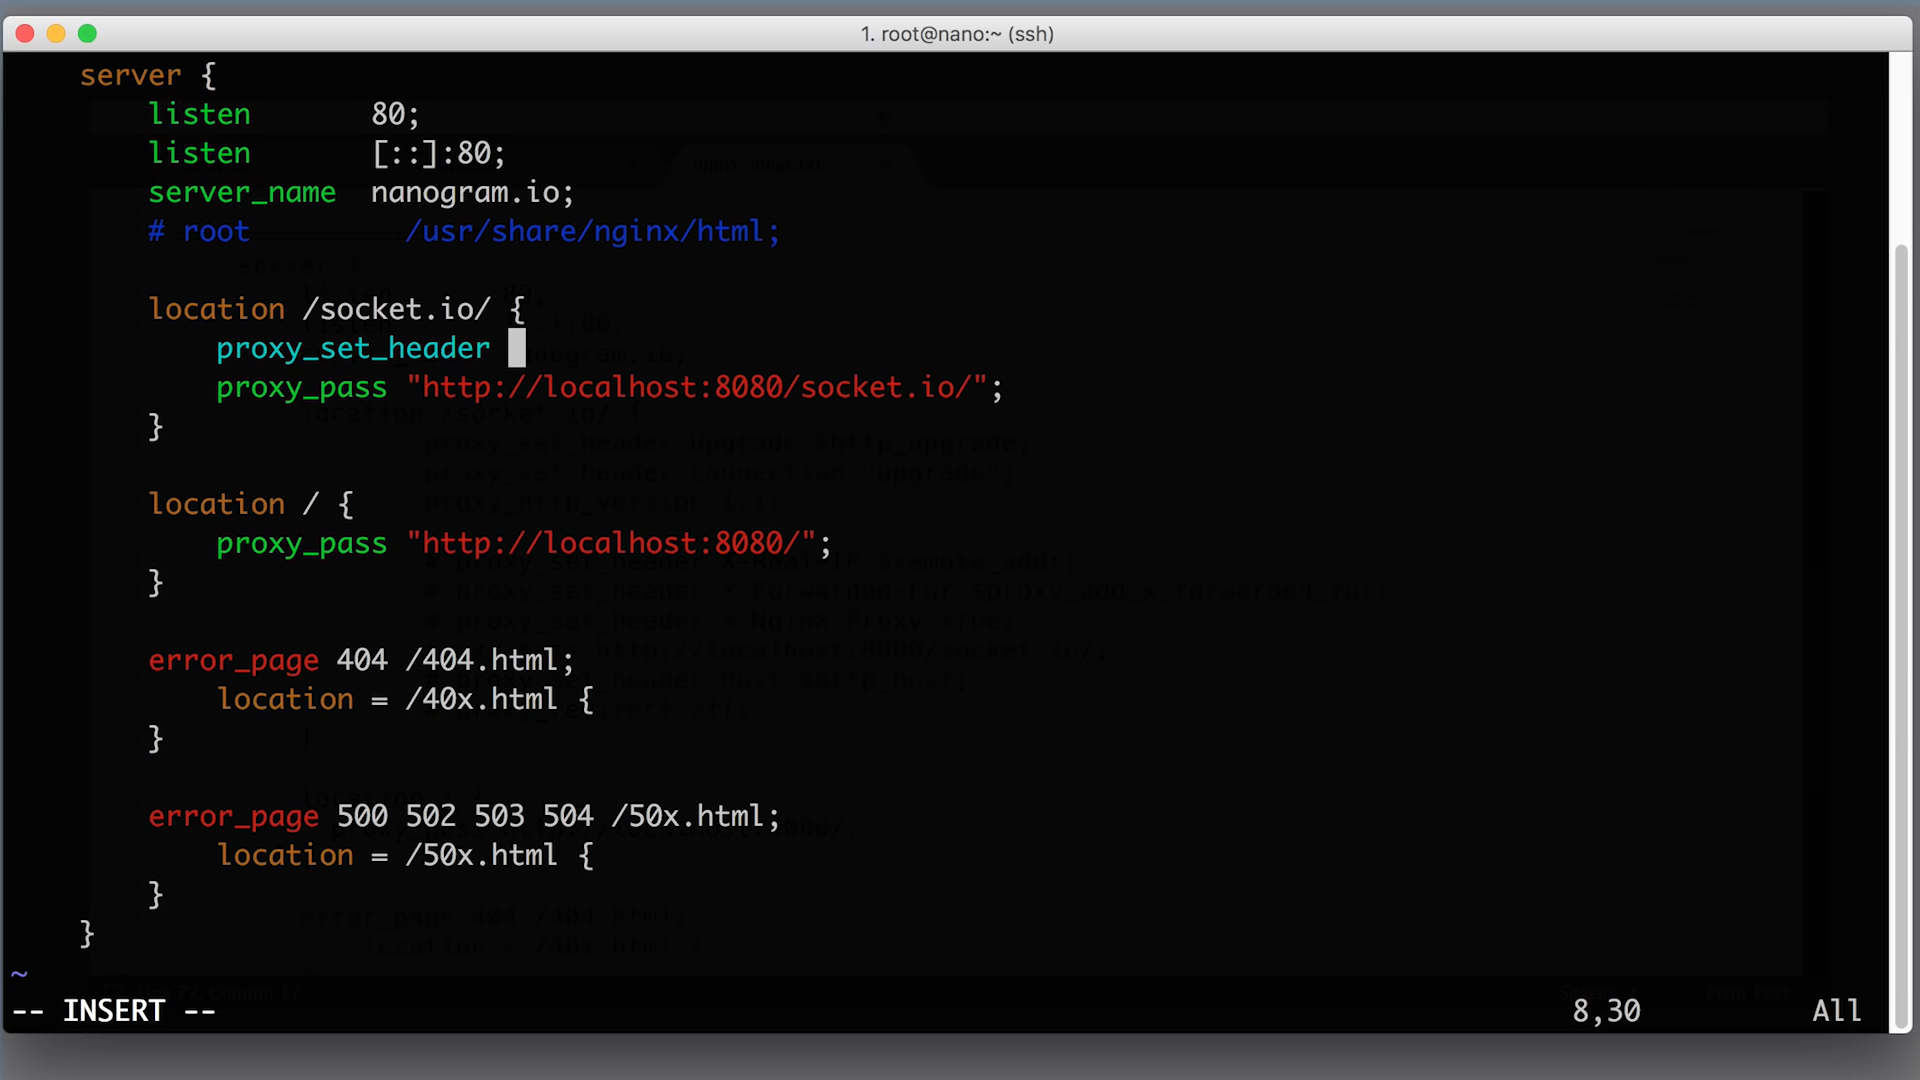 1. root@nano:~ (ssh)
server {
listen 80;
listen [::]:80;
server_name nanogram.io;
# root /usr/share/nginx/html;
location /socket.io/ {
proxy_set_header
proxy_pass "http://localhost:8080/socket.io/";
}
location / {
proxy_pass "http://localhost:8080/";
}
error_page 404 /404.html;
location = /40x.html {
}
error_page 500 502 503 504 /50x.html;
location = /50x.html {
}
}
~
-- INSERT -- 8,30 All